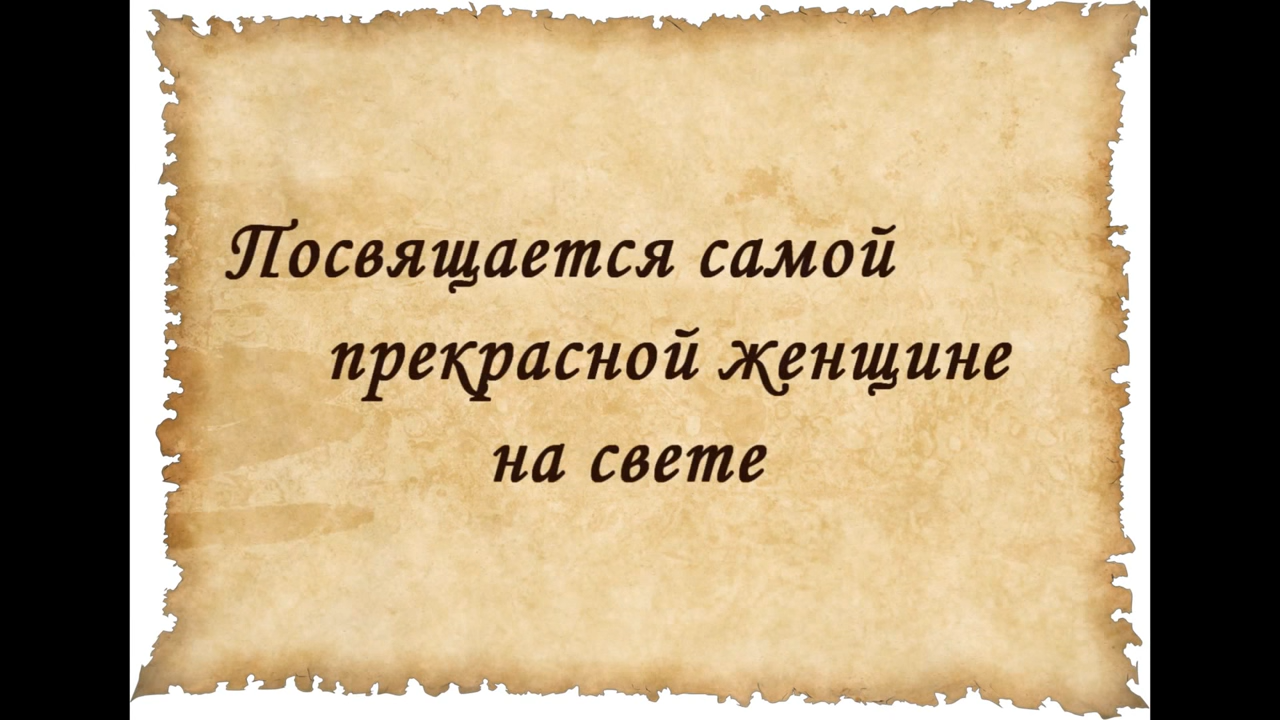 Посвящается самой
прекрасной женщине
на свете